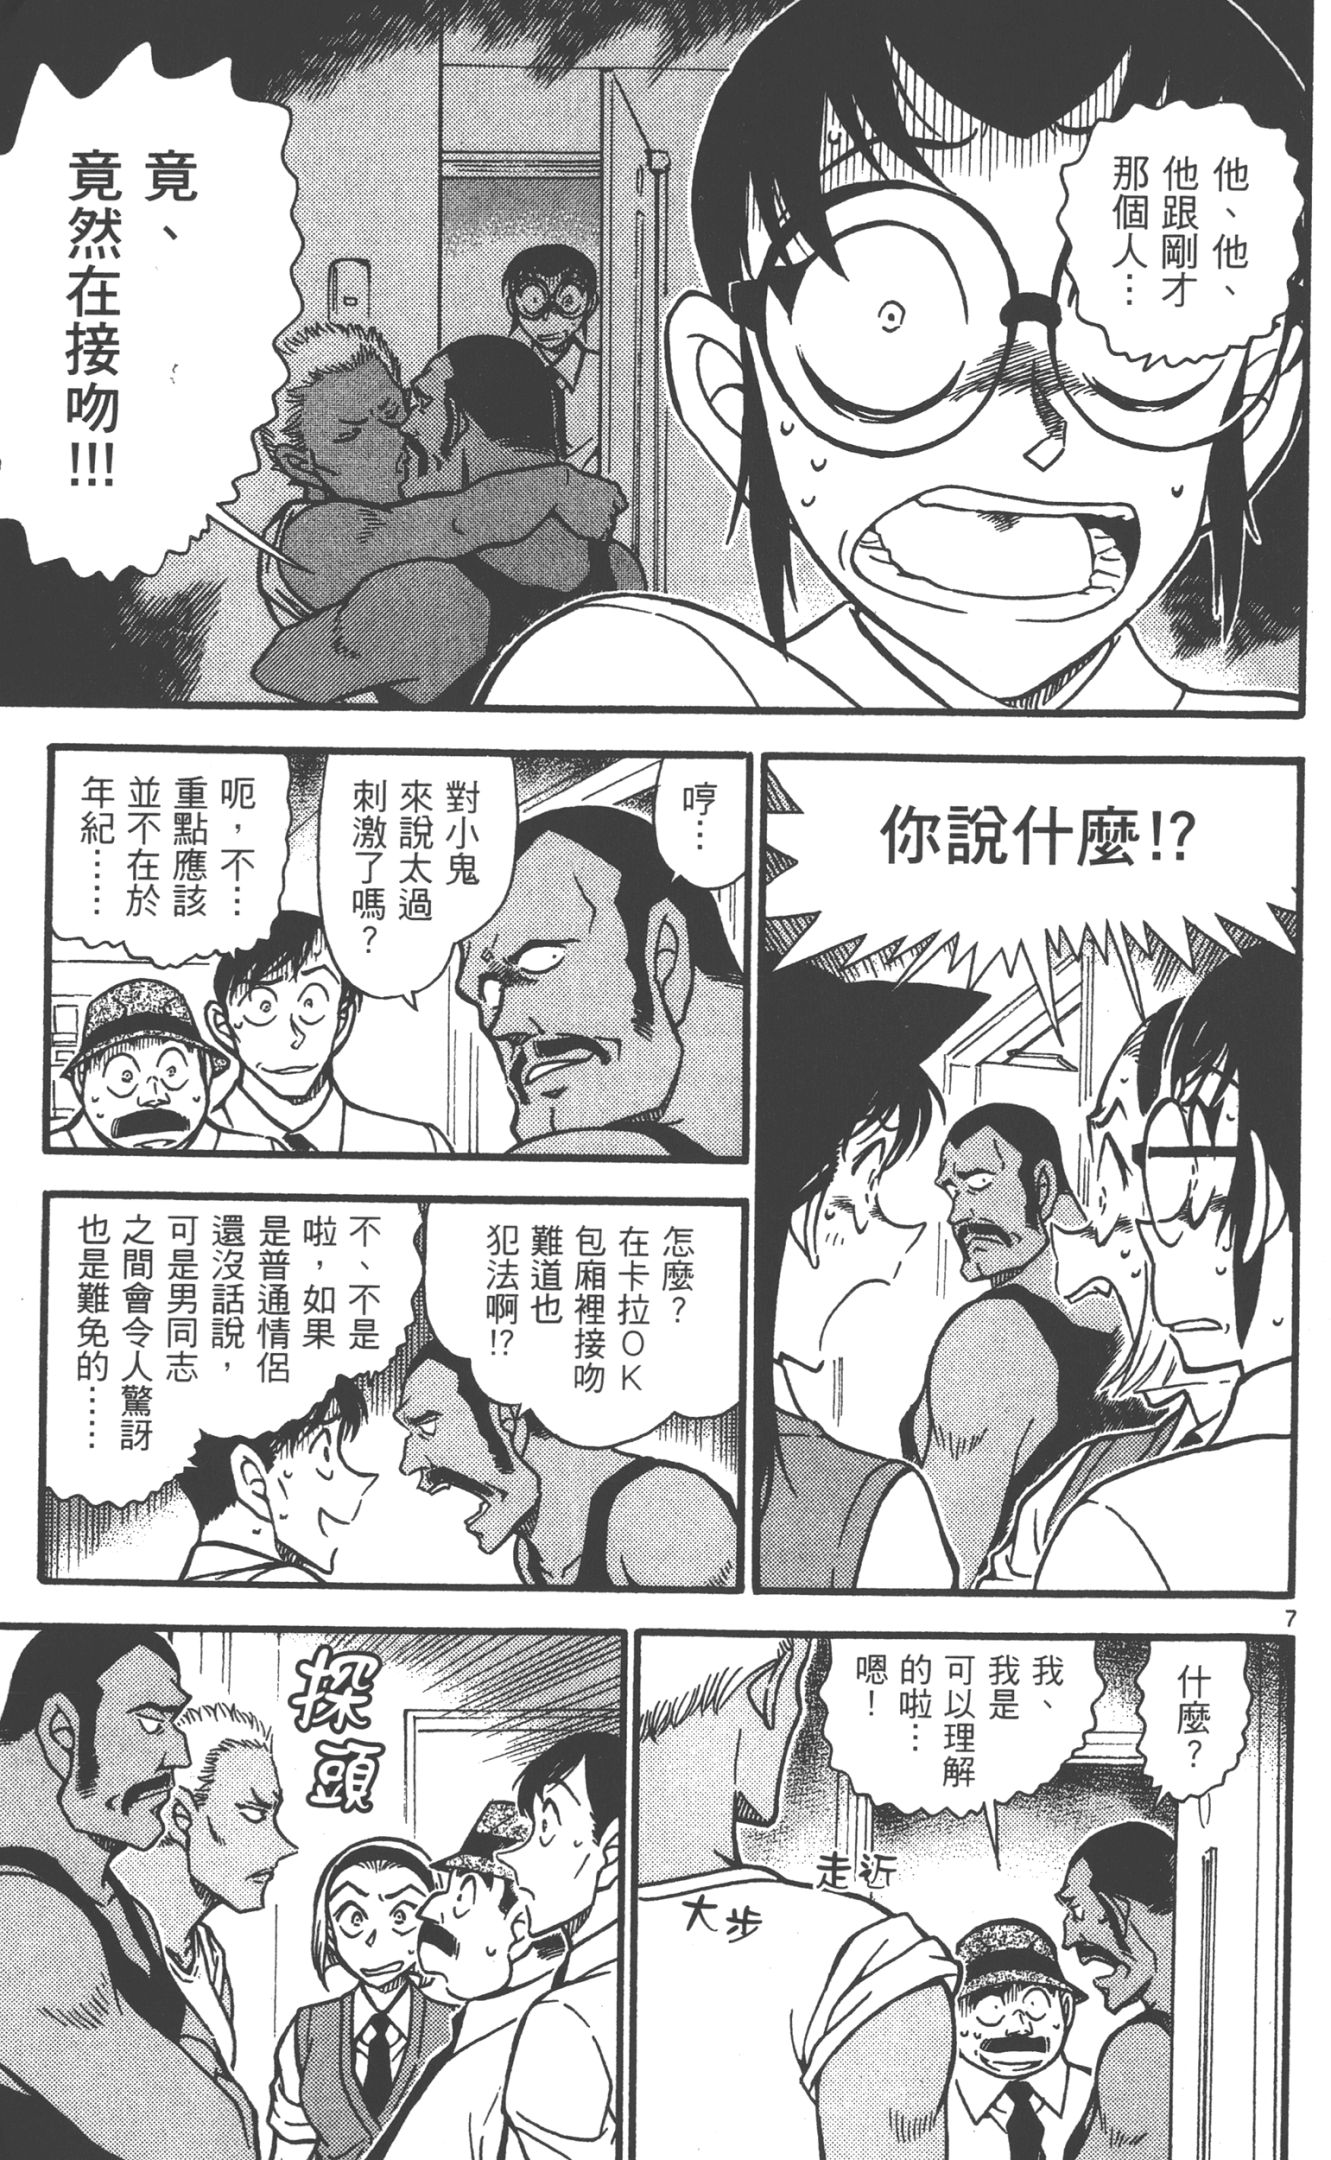 他、他、
他跟剛才
那個人…
竟、
竟然在接吻!!!
你說什麼!?
哼…
對小鬼
來說太過
刺激了嗎？
呃，不…
重點應該
並不在於
年紀……
怎麼？
在卡拉OK
包廂裡接吻
難道也
犯法啊!?
不、不是
啦，如果
是普通情侶
還沒話說，
可是男同志
之間會令人驚訝
也是難免的……
7
什麼？
我、
我是
可以理解
的啦…
嗯！
走近
大步
探頭